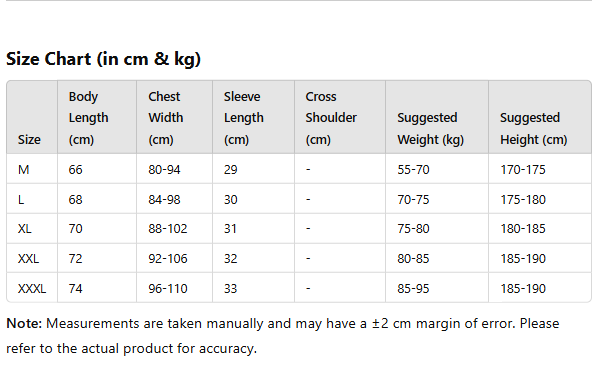 Size Chart (in cm & kg)
Size Body Length (cm) Chest Width (cm) Sleeve Length (cm) Cross Shoulder (cm) Suggested Weight (kg) Suggested Height (cm)
M 66 80-94 29 - 55-70 170-175
L 68 84-98 30 - 70-75 175-180
XL 70 88-102 31 - 75-80 180-185
XXL 72 92-106 32 - 80-85 185-190
XXXL 74 96-110 33 - 85-95 185-190
Note: Measurements are taken manually and may have a ±2 cm margin of error. Please
refer to the actual product for accuracy.